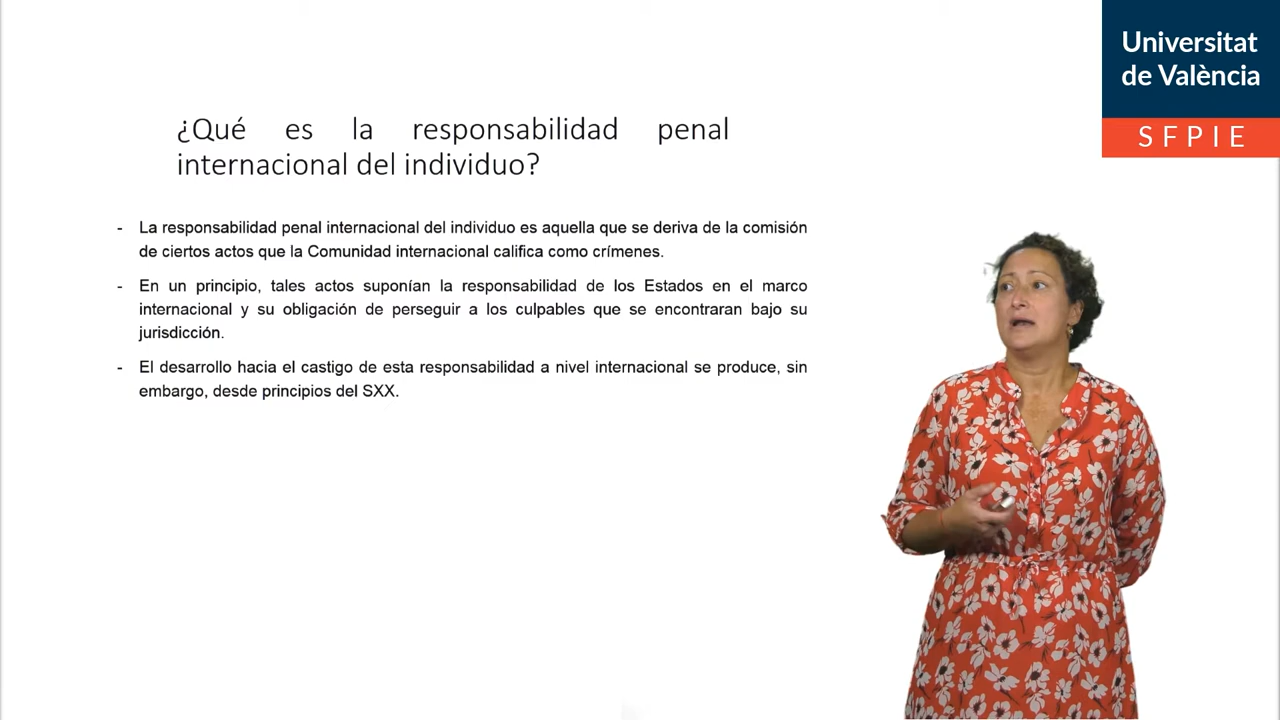 Universitat
de València
SFPIE
¿Qué es la responsabilidad penal
internacional del individuo?
- La responsabilidad penal internacional del individuo es aquella que se deriva de la comisión
de ciertos actos que la Comunidad internacional califica como crímenes.
- En un principio, tales actos suponían la responsabilidad de los Estados en el marco
internacional y su obligación de perseguir a los culpables que se encontraran bajo su
jurisdicción.
- El desarrollo hacia el castigo de esta responsabilidad a nivel internacional se produce, sin
embargo, desde principios del SXX.